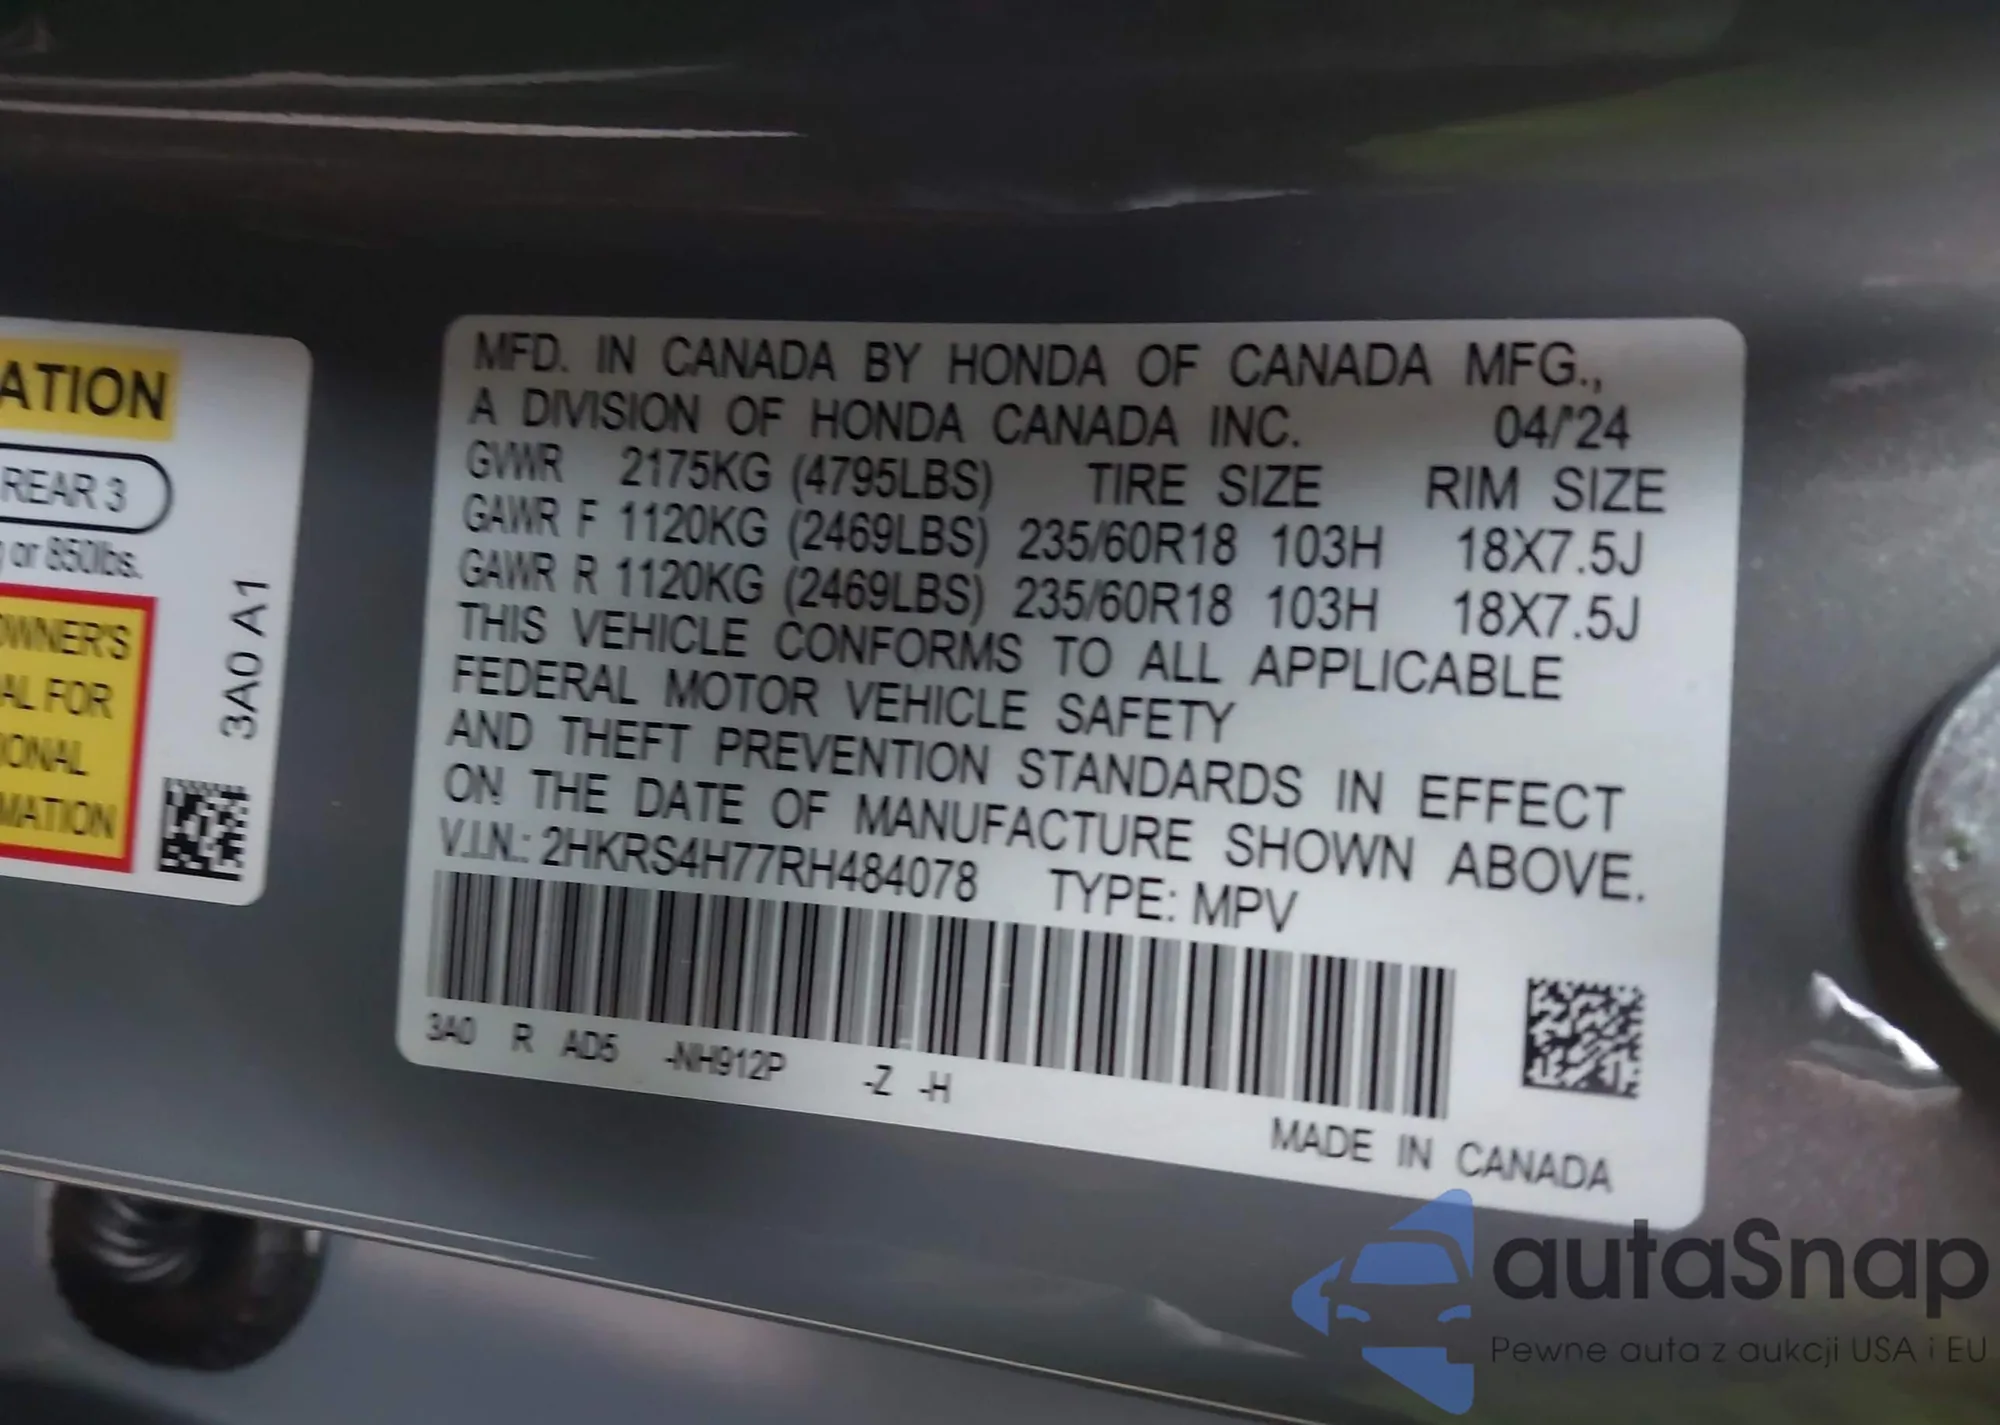 ATION
REAR 3
or 850lbs.
OWNER'S
AL FOR
IONAL
MATION
3A0 A1
MFD. IN CANADA BY HONDA OF CANADA MFG.,
A DIVISION OF HONDA CANADA INC. 04/'24
GVWR 2175KG (4795LBS) TIRE SIZE RIM SIZE
GAWR F 1120KG (2469LBS) 235/60R18 103H 18X7.5J
GAWR R 1120KG (2469LBS) 235/60R18 103H 18X7.5J
THIS VEHICLE CONFORMS TO ALL APPLICABLE
FEDERAL MOTOR VEHICLE SAFETY
AND THEFT PREVENTION STANDARDS IN EFFECT
ON THE DATE OF MANUFACTURE SHOWN ABOVE.
V.I.N.: 2HKRS4H77RH484078 TYPE: MPV
3A0 R AD5 -NH912P -Z -H
MADE IN CANADA
autaSnap
Pewne auta z aukcji USA i EU